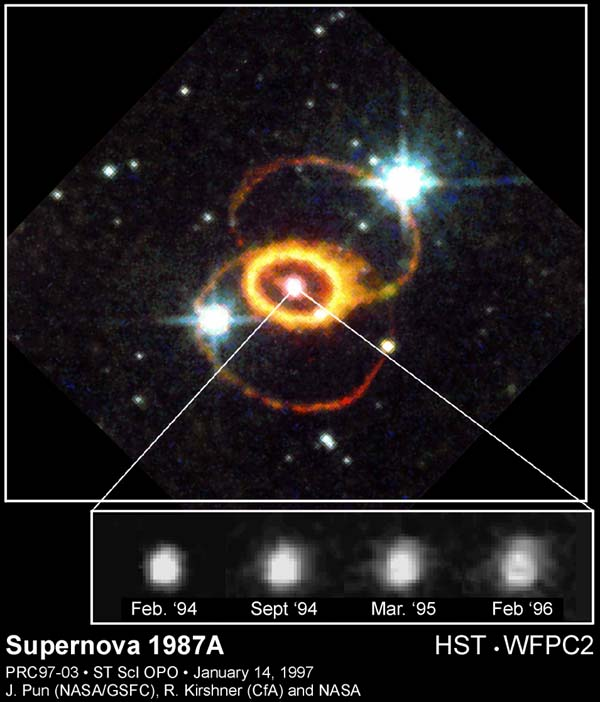 Feb. ‘94
Sept ‘94
Mar. ‘95
Feb ‘96
Supernova 1987A
HST • WFPC2
PRC97-03 • ST ScI OPO • January 14, 1997
J. Pun (NASA/GSFC), R. Kirshner (CfA) and NASA